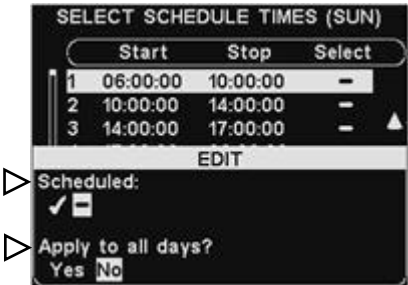 SELECT SCHEDULE TIMES (SUN)
Start Stop Select
1 06:00:00 10:00:00 –
2 10:00:00 14:00:00 –
3 14:00:00 17:00:00 –
EDIT
Scheduled:
✓ –
Apply to all days?
Yes No